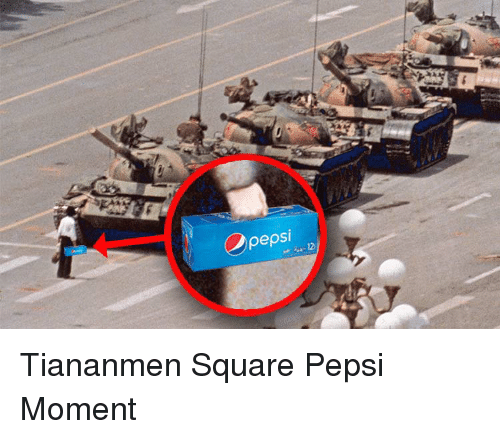 pepsi
12
Tiananmen Square Pepsi
Moment